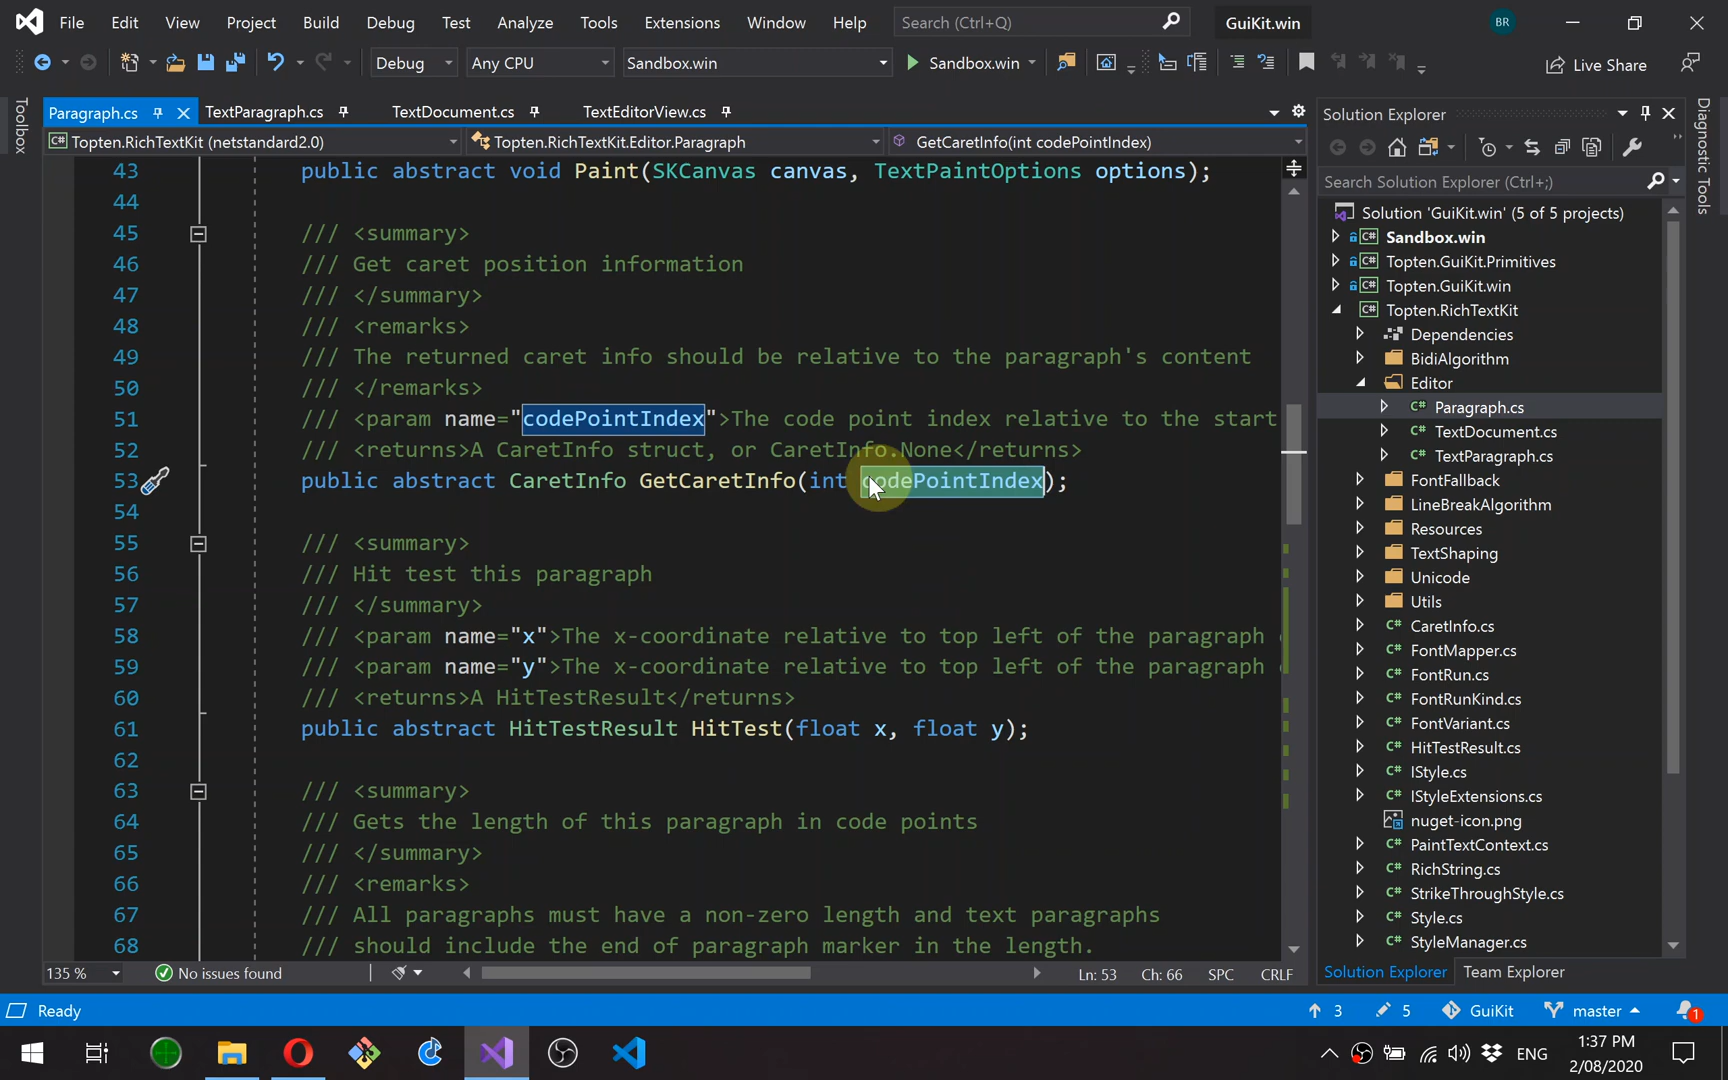 File Edit View Project Build Debug Test Analyze Tools Extensions Window Help Search (Ctrl+Q) GuiKit.win BR
Debug Any CPU Sandbox.win Sandbox.win Live Share
Toolbox
Paragraph.cs TextParagraph.cs TextDocument.cs TextEditorView.cs
Topten.RichTextKit (netstandard2.0) Topten.RichTextKit.Editor.Paragraph GetCaretInfo(int codePointIndex)
43 public abstract void Paint(SKCanvas canvas, TextPaintOptions options);
44
45 /// <summary>
46 /// Get caret position information
47 /// </summary>
48 /// <remarks>
49 /// The returned caret info should be relative to the paragraph's content
50 /// </remarks>
51 /// <param name="codePointIndex">The code point index relative to the start
52 /// <returns>A CaretInfo struct, or CaretInfo.None</returns>
53 public abstract CaretInfo GetCaretInfo(int codePointIndex);
54
55 /// <summary>
56 /// Hit test this paragraph
57 /// </summary>
58 /// <param name="x">The x-coordinate relative to top left of the paragraph
59 /// <param name="y">The x-coordinate relative to top left of the paragraph
60 /// <returns>A HitTestResult</returns>
61 public abstract HitTestResult HitTest(float x, float y);
62
63 /// <summary>
64 /// Gets the length of this paragraph in code points
65 /// </summary>
66 /// <remarks>
67 /// All paragraphs must have a non-zero length and text paragraphs
68 /// should include the end of paragraph marker in the length.
135 % No issues found Ln: 53 Ch: 66 SPC CRLF
Solution Explorer
Search Solution Explorer (Ctrl+;)
Solution 'GuiKit.win' (5 of 5 projects)
Sandbox.win
Topten.GuiKit.Primitives
Topten.GuiKit.win
Topten.RichTextKit
Dependencies
BidiAlgorithm
Editor
Paragraph.cs
TextDocument.cs
TextParagraph.cs
FontFallback
LineBreakAlgorithm
Resources
TextShaping
Unicode
Utils
CaretInfo.cs
FontMapper.cs
FontRun.cs
FontRunKind.cs
FontVariant.cs
HitTestResult.cs
IStyle.cs
IStyleExtensions.cs
nuget-icon.png
PaintTextContext.cs
RichString.cs
StrikeThroughStyle.cs
Style.cs
StyleManager.cs
Solution Explorer Team Explorer
Diagnostic Tools
Ready 3 5 GuiKit master 1
ENG 1:37 PM
2/08/2020